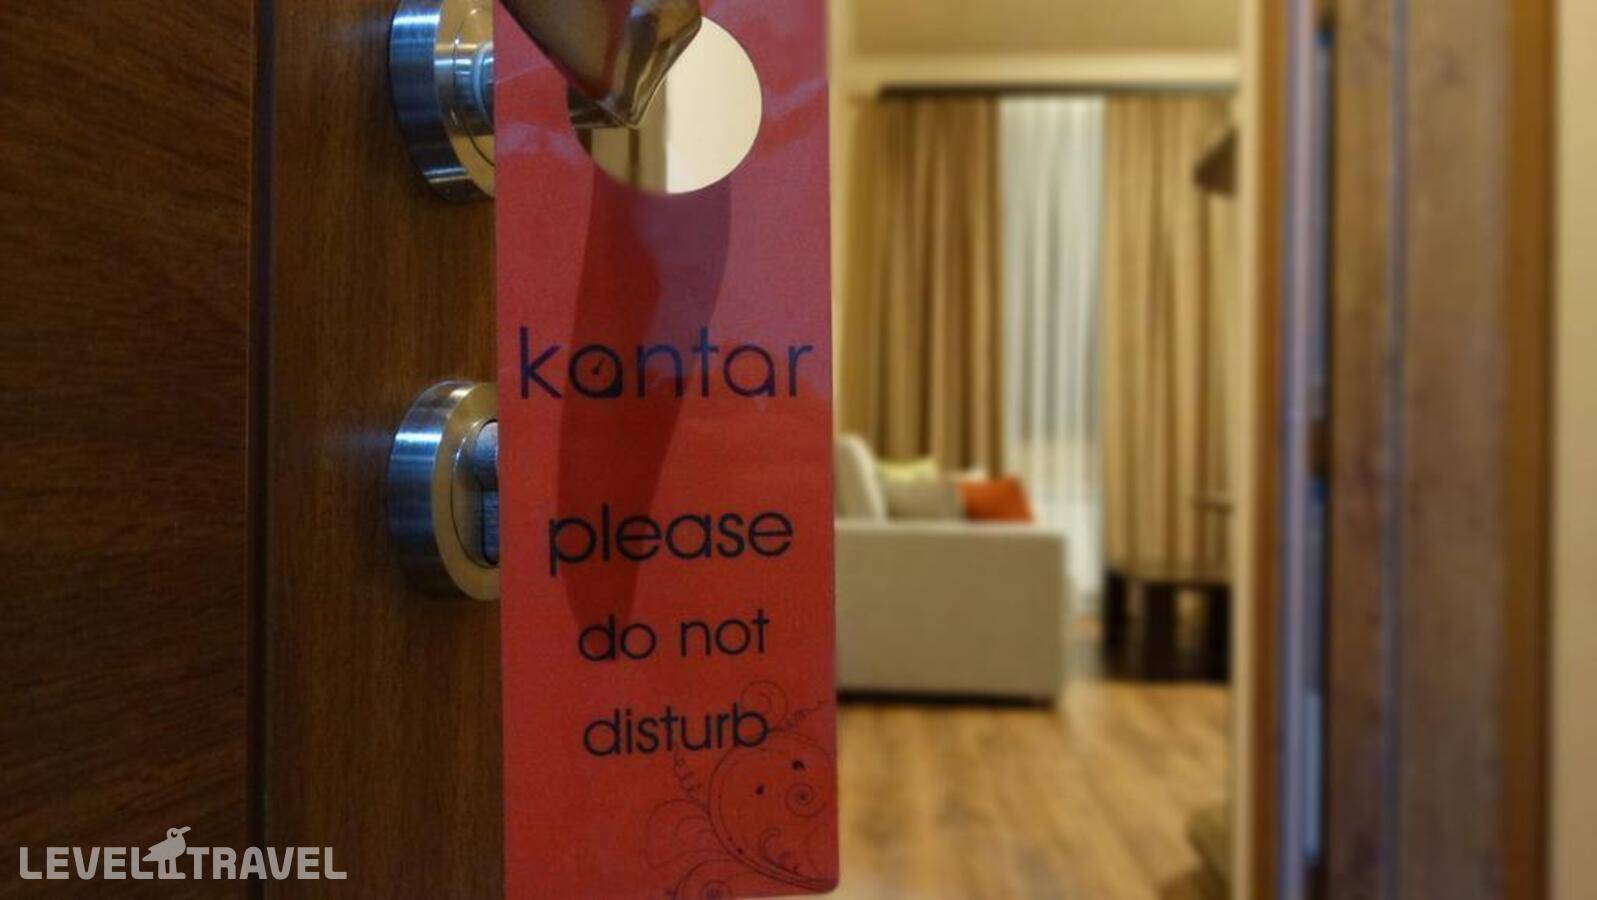 kantar
please
do not
disturb
LEVEL TRAVEL